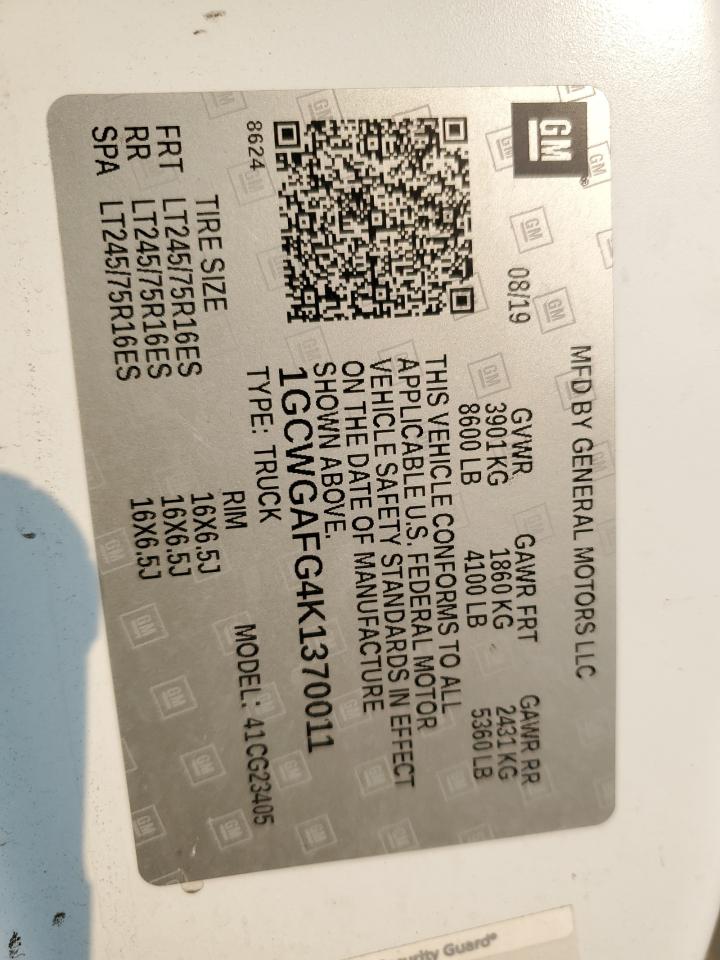 GM
MFD BY GENERAL MOTORS LLC
08/19
GVWR GAWR FRT GAWR RR
3901 KG 1860 KG 2431 KG
8600 LB 4100 LB 5360 LB
THIS VEHICLE CONFORMS TO ALL
APPLICABLE U.S. FEDERAL MOTOR
VEHICLE SAFETY STANDARDS IN EFFECT
ON THE DATE OF MANUFACTURE
SHOWN ABOVE.
1GCWGAFG4K1370011
TYPE: TRUCK MODEL: 41CG23405
8624
TIRE SIZE RIM
FRT LT245/75R16ES 16X6.5J
RR LT245/75R16ES 16X6.5J
SPA LT245/75R16ES 16X6.5J
Guard®